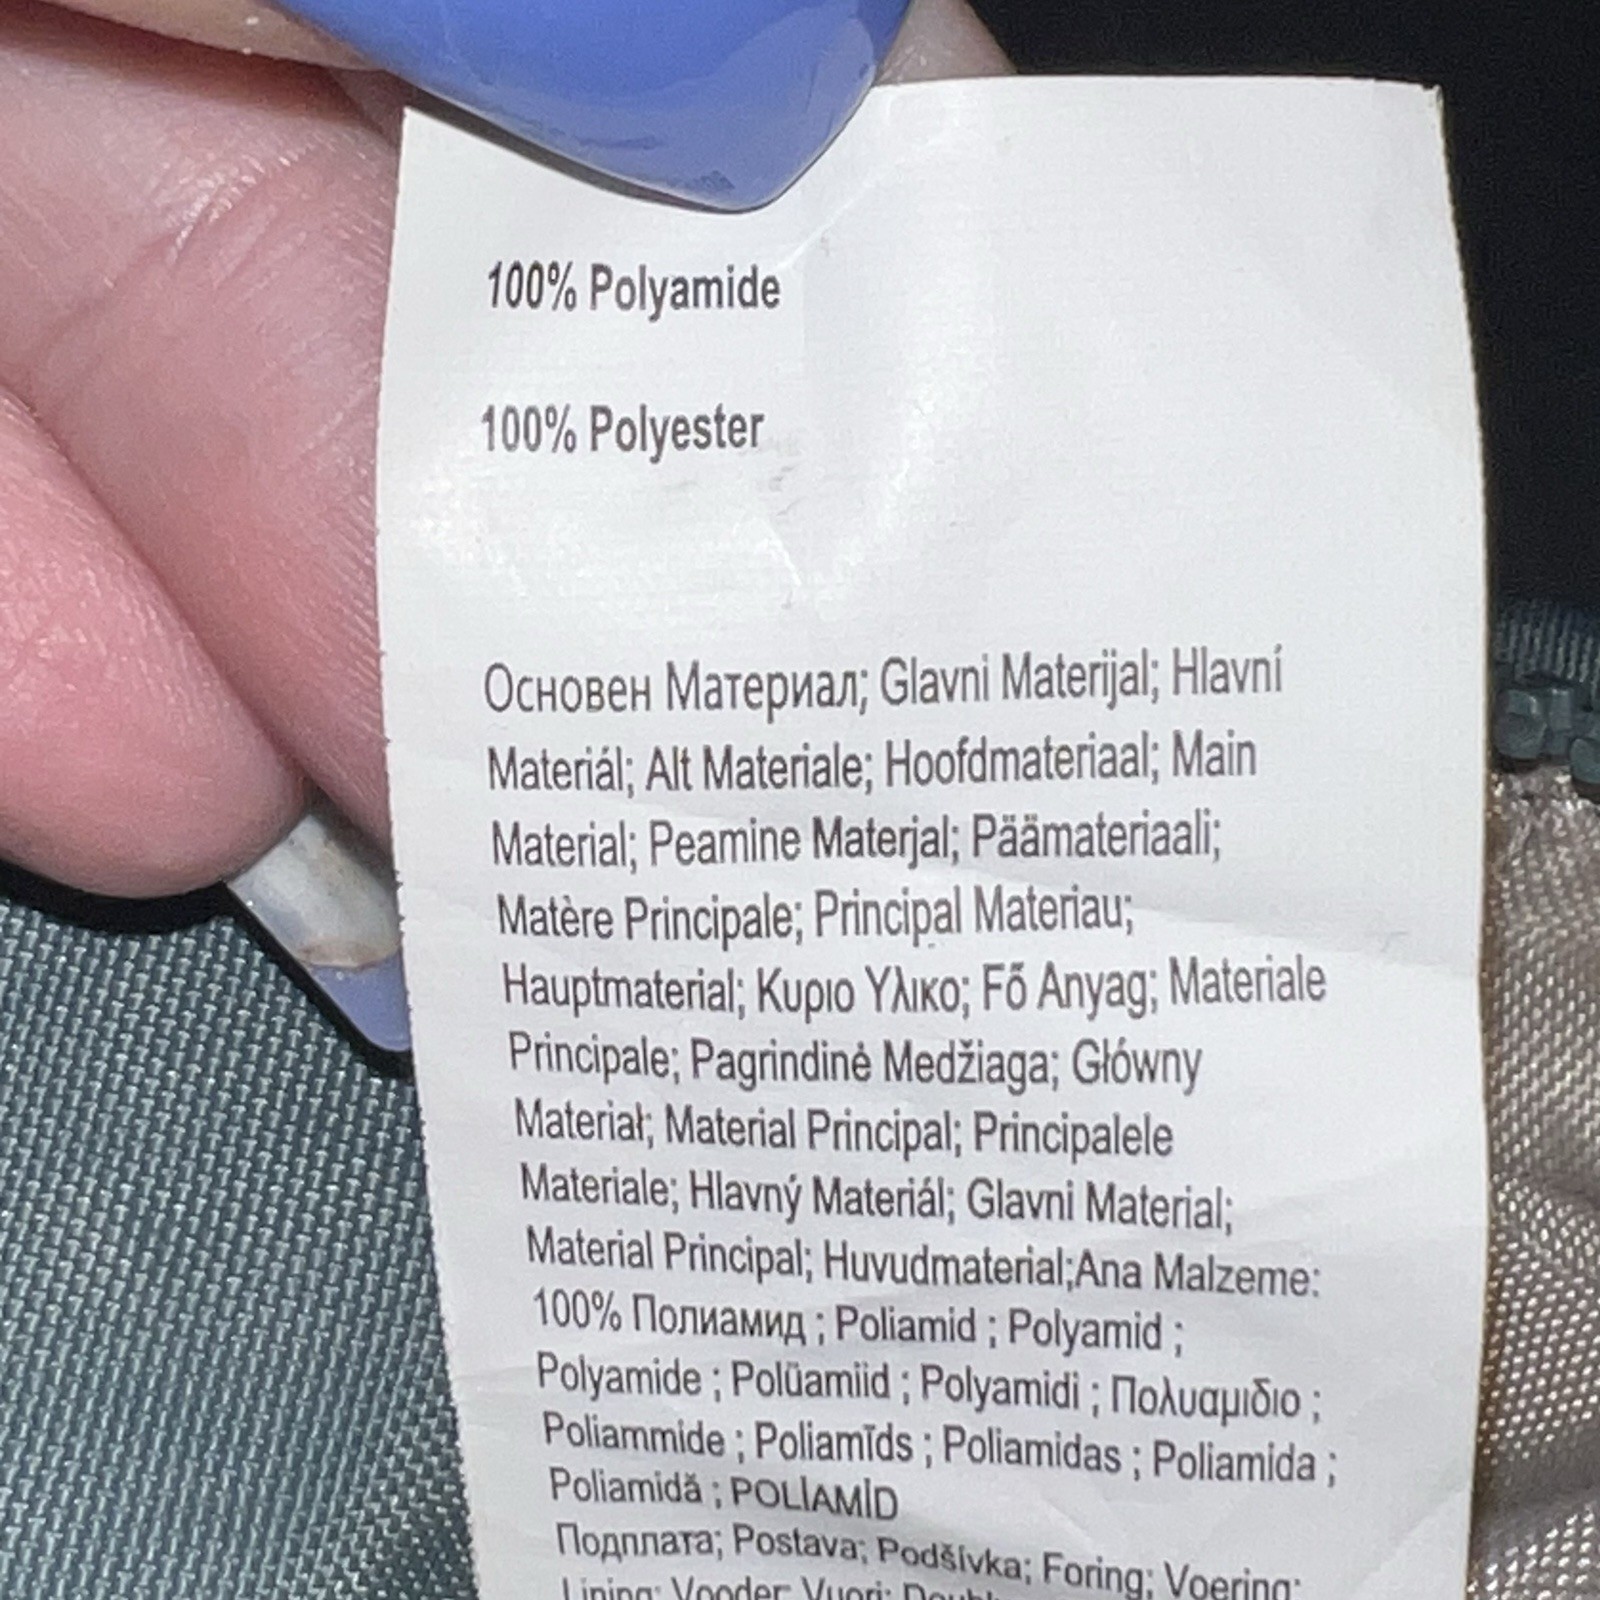 100% Polyamide
100% Polyester
Основен Материал; Glavni Materijal; Hlavní
Materiál; Alt Materiale; Hoofdmateriaal; Main
Material; Peamine Materjal; Päämateriaali;
Matère Principale; Principal Materiau;
Hauptmaterial; Κυριο Υλικο; Fő Anyag; Materiale
Principale; Pagrindinė Medžiaga; Główny
Materiał; Material Principal; Principalele
Materiale; Hlavný Materiál; Glavni Material;
Material Principal; Huvudmaterial;Ana Malzeme:
100% Полиамид ; Poliamid ; Polyamid ;
Polyamide ; Polüamiid ; Polyamidi ; Πολυαμιδιο ;
Poliammide ; Poliamīds ; Poliamidas ; Poliamida ;
Poliamidă ; POLİAMİD
Подплата; Postava; Podšívka; Foring; Voering;
Lining; Vooder; Vuori;